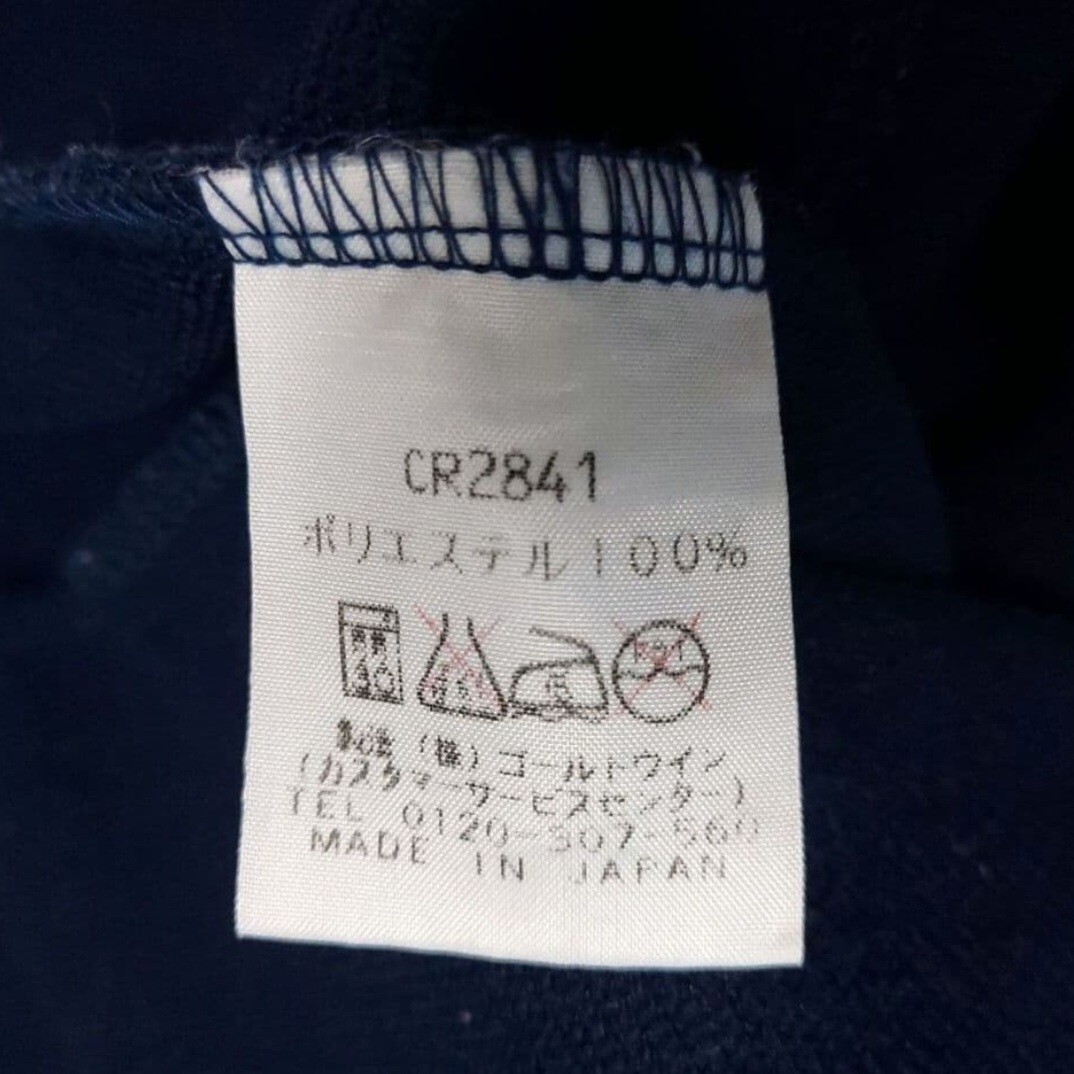 CR2841
ポリエステル100%
40
(株)ゴールドウイン
(カスタマーサービスセンター)
TEL 0120-307-560
MADE IN JAPAN